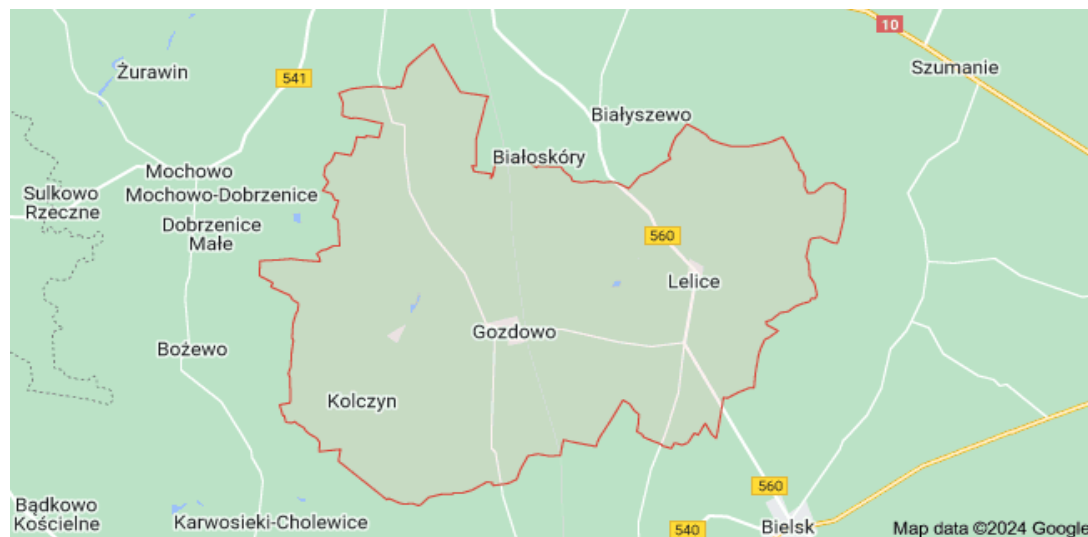 10
Szumanie
Żurawin
541
Białyszewo
Białoskóry
Mochowo
Mochowo-Dobrzenice
Sulkowo
Rzeczne
Dobrzenice
Małe
560
Lelice
Gozdowo
Bożewo
Kolczyn
560
Bądkowo
Kościelne
Karwosieki-Cholewice
540
Bielsk
Map data ©2024 Google